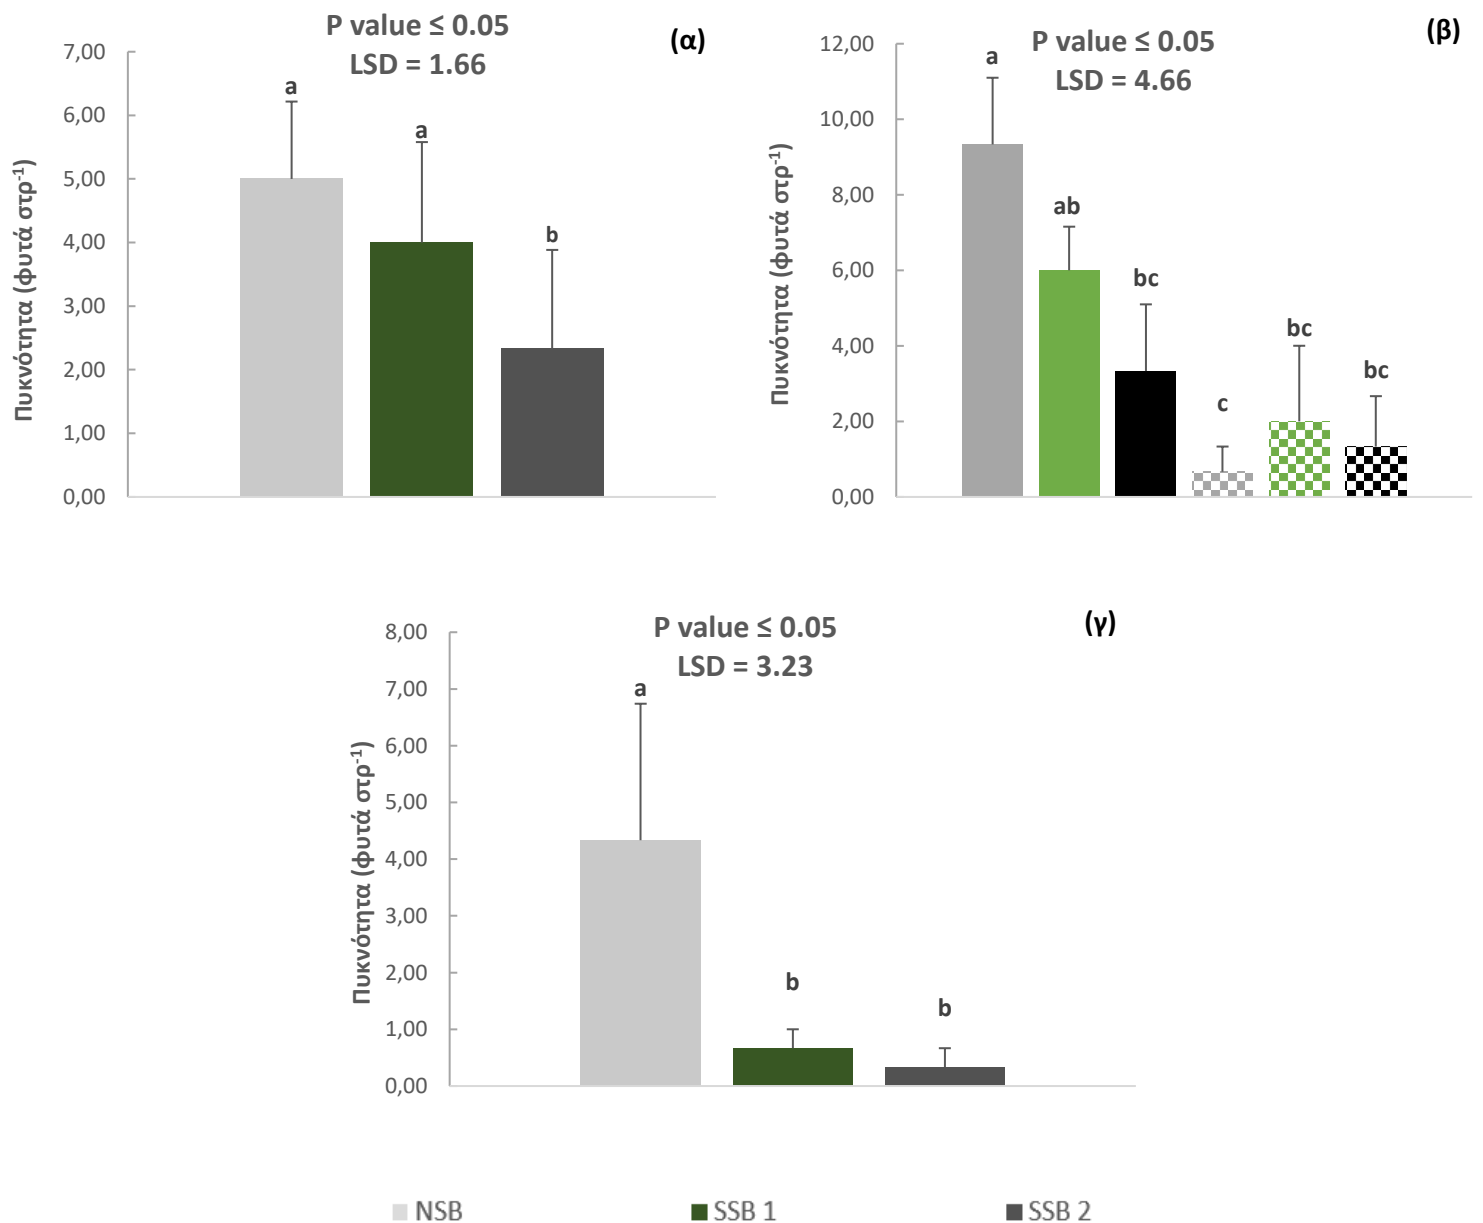 P value ≤ 0.05
LSD = 1.66
(α)
7,00
6,00
5,00
4,00
3,00
2,00
1,00
0,00
Πυκνότητα (φυτά στρ⁻¹)
a
a
b
P value ≤ 0.05
LSD = 4.66
(β)
12,00
10,00
8,00
6,00
4,00
2,00
0,00
Πυκνότητα (φυτά στρ⁻¹)
a
ab
bc
c
bc
bc
P value ≤ 0.05
LSD = 3.23
(γ)
8,00
7,00
6,00
5,00
4,00
3,00
2,00
1,00
0,00
Πυκνότητα (φυτά στρ⁻¹)
a
b
b
NSB
SSB 1
SSB 2